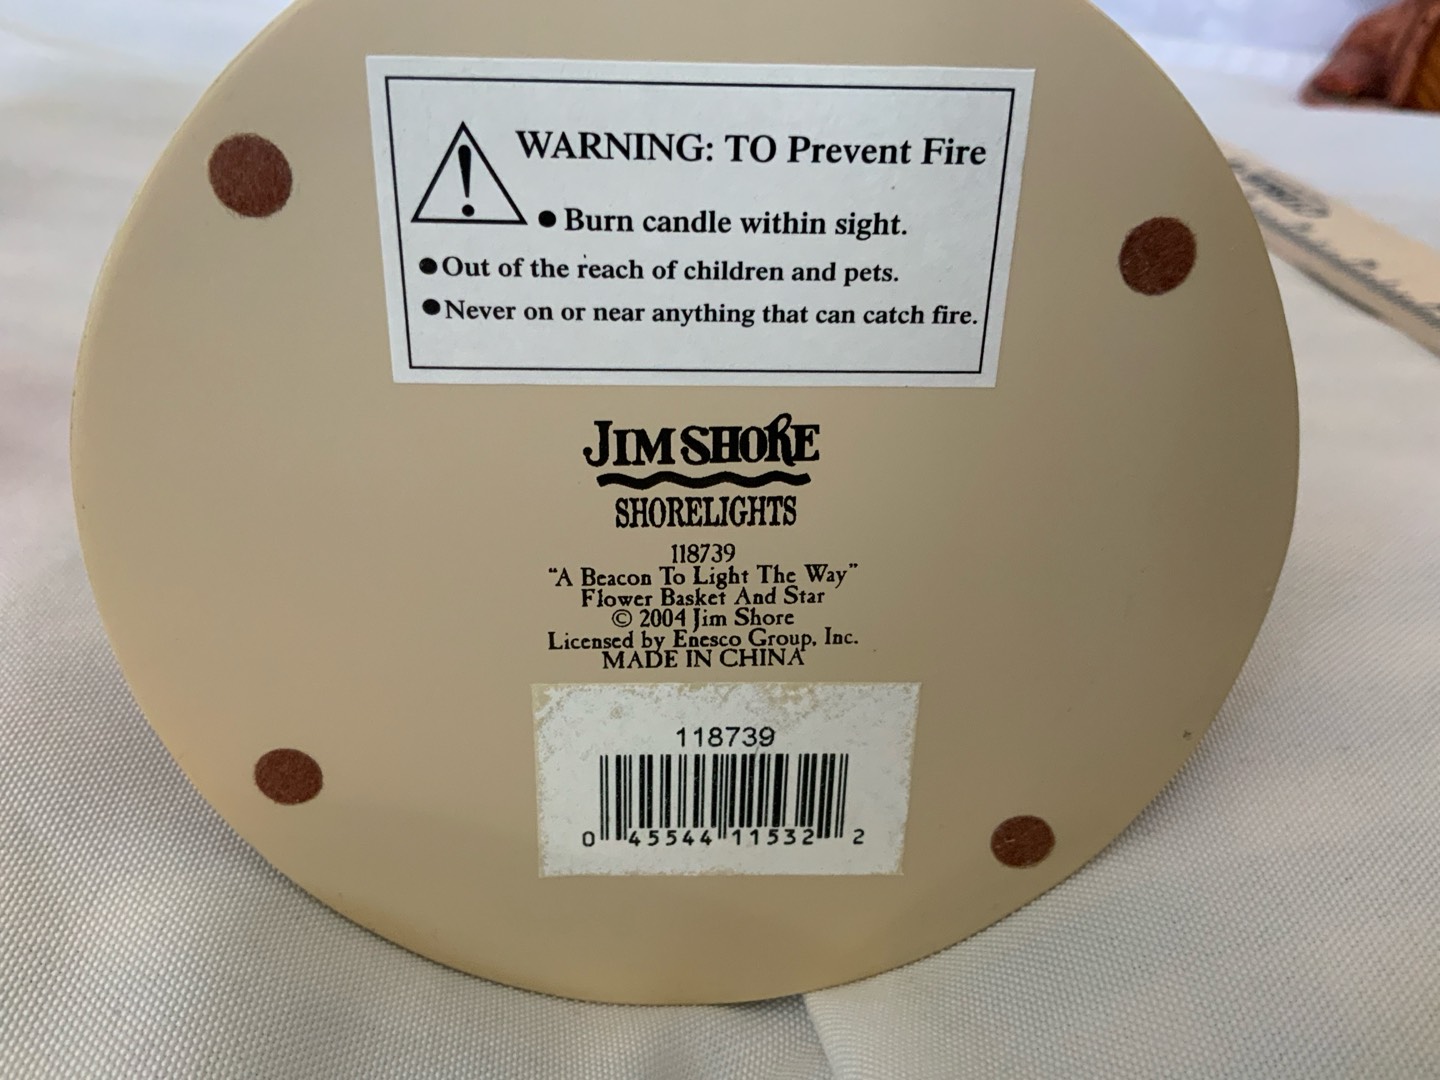 WARNING: TO Prevent Fire
● Burn candle within sight.
● Out of the reach of children and pets.
● Never on or near anything that can catch fire.
JIM SHORE
SHORELIGHTS
118739
"A Beacon To Light The Way"
Flower Basket And Star
© 2004 Jim Shore
Licensed by Enesco Group, Inc.
MADE IN CHINA
118739
0 45544 11532 2